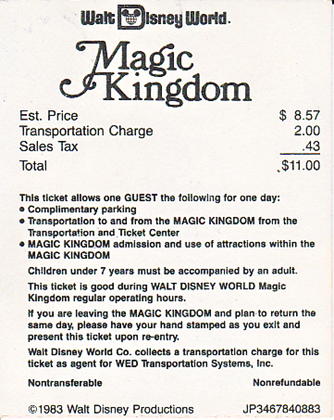 Walt Disney World.
Magic
Kingdom
Est. Price $ 8.57
Transportation Charge 2.00
Sales Tax .43
Total $11.00
This ticket allows one GUEST the following for one day:
● Complimentary parking
● Transportation to and from the MAGIC KINGDOM from the
Transportation and Ticket Center
● MAGIC KINGDOM admission and use of attractions within the
MAGIC KINGDOM
Children under 7 years must be accompanied by an adult.
This ticket is good during WALT DISNEY WORLD Magic
Kingdom regular operating hours.
If you are leaving the MAGIC KINGDOM and plan to return the
same day, please have your hand stamped as you exit and
present this ticket upon re-entry.
Walt Disney World Co. collects a transportation charge for this
ticket as agent for WED Transportation Systems, Inc.
Nontransferable Nonrefundable
©1983 Walt Disney Productions JP3467840883